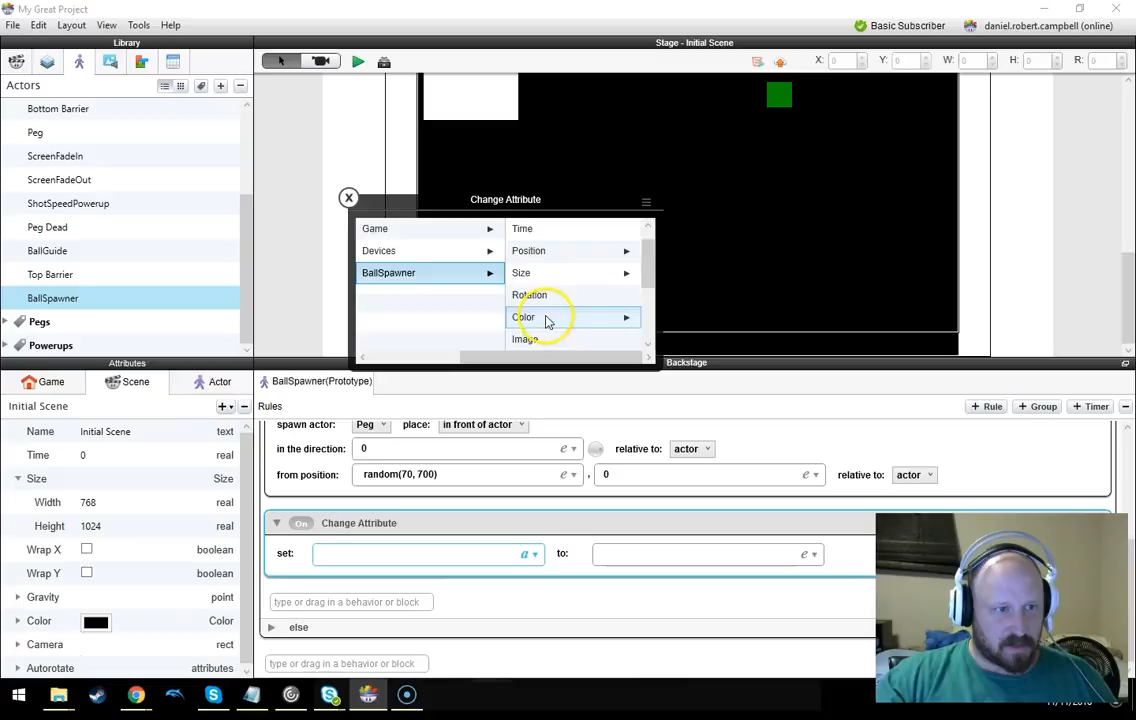 My Great Project
File Edit Layout View Tools Help
Basic Subscriber
daniel.robert.campbell (online)
Library
Stage - Initial Scene
X: 0 Y: 0 W: 0 H: 0 R: 0
Actors
Bottom Barrier
Peg
ScreenFadeIn
ScreenFadeOut
ShotSpeedPowerup
Peg Dead
BallGuide
Top Barrier
BallSpawner
Pegs
Powerups
Change Attribute
Game
Devices
BallSpawner
Time
Position
Size
Rotation
Color
Image
Attributes
Backstage
Game Scene Actor
BallSpawner(Prototype)
Initial Scene
Rules
+ Rule + Group + Timer
Name Initial Scene text
Time 0 real
Size Size
Width 768 real
Height 1024 real
Wrap X boolean
Wrap Y boolean
Gravity point
Color Color
Camera rect
Autorotate attributes
spawn actor: Peg place: in front of actor
in the direction: 0 e relative to: actor
from position: random(70, 700) e , 0 e relative to: actor
On Change Attribute
set: a to: e
type or drag in a behavior or block
else
type or drag in a behavior or block